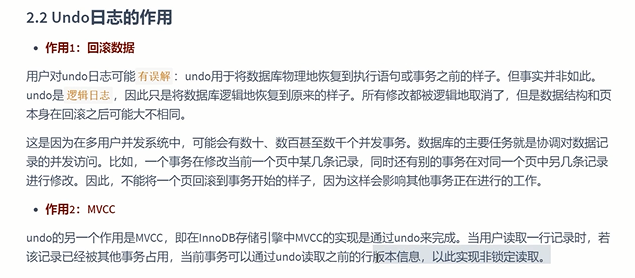 2.2 Undo日志的作用
• 作用1：回滚数据
用户对undo日志可能 有误解 ：undo用于将数据库物理地恢复到执行语句或事务之前的样子。但事实并非如此。
undo是 逻辑日志 ，因此只是将数据库逻辑地恢复到原来的样子。所有修改都被逻辑地取消了，但是数据结构和页
本身在回滚之后可能大不相同。
这是因为在多用户并发系统中，可能会有数十、数百甚至数千个并发事务。数据库的主要任务就是协调对数据记
录的并发访问。比如，一个事务在修改当前一个页中某几条记录，同时还有别的事务在对同一个页中另几条记录
进行修改。因此，不能将一个页回滚到事务开始的样子，因为这样会影响其他事务正在进行的工作。
• 作用2：MVCC
undo的另一个作用是MVCC，即在InnoDB存储引擎中MVCC的实现是通过undo来完成。当用户读取一行记录时，若
该记录已经被其他事务占用，当前事务可以通过undo读取之前的行版本信息，以此实现非锁定读取。